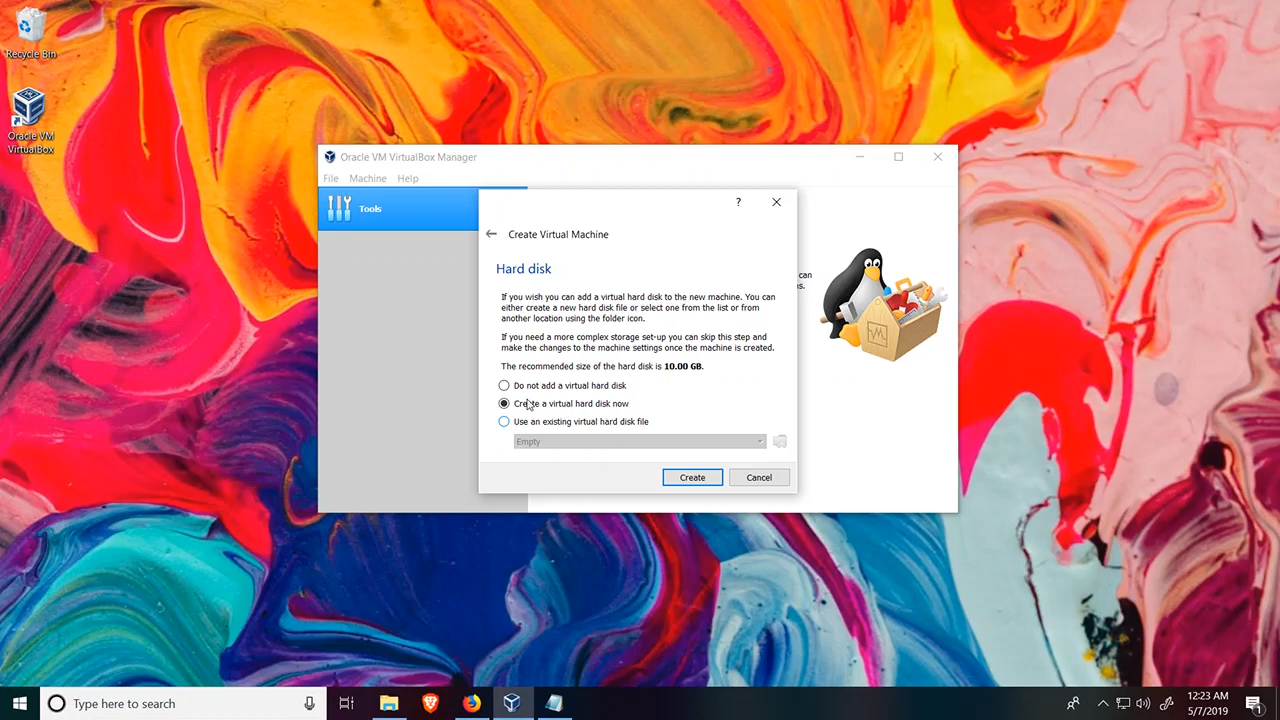 Recycle Bin
Oracle VM
VirtualBox
Oracle VM VirtualBox Manager
File Machine Help
Tools
can
s.
?
Create Virtual Machine
Hard disk
If you wish you can add a virtual hard disk to the new machine. You can
either create a new hard disk file or select one from the list or from
another location using the folder icon.
If you need a more complex storage set-up you can skip this step and
make the changes to the machine settings once the machine is created.
The recommended size of the hard disk is 10.00 GB.
Do not add a virtual hard disk
Create a virtual hard disk now
Use an existing virtual hard disk file
Empty
Create Cancel
Type here to search
12:23 AM
5/7/2019
1